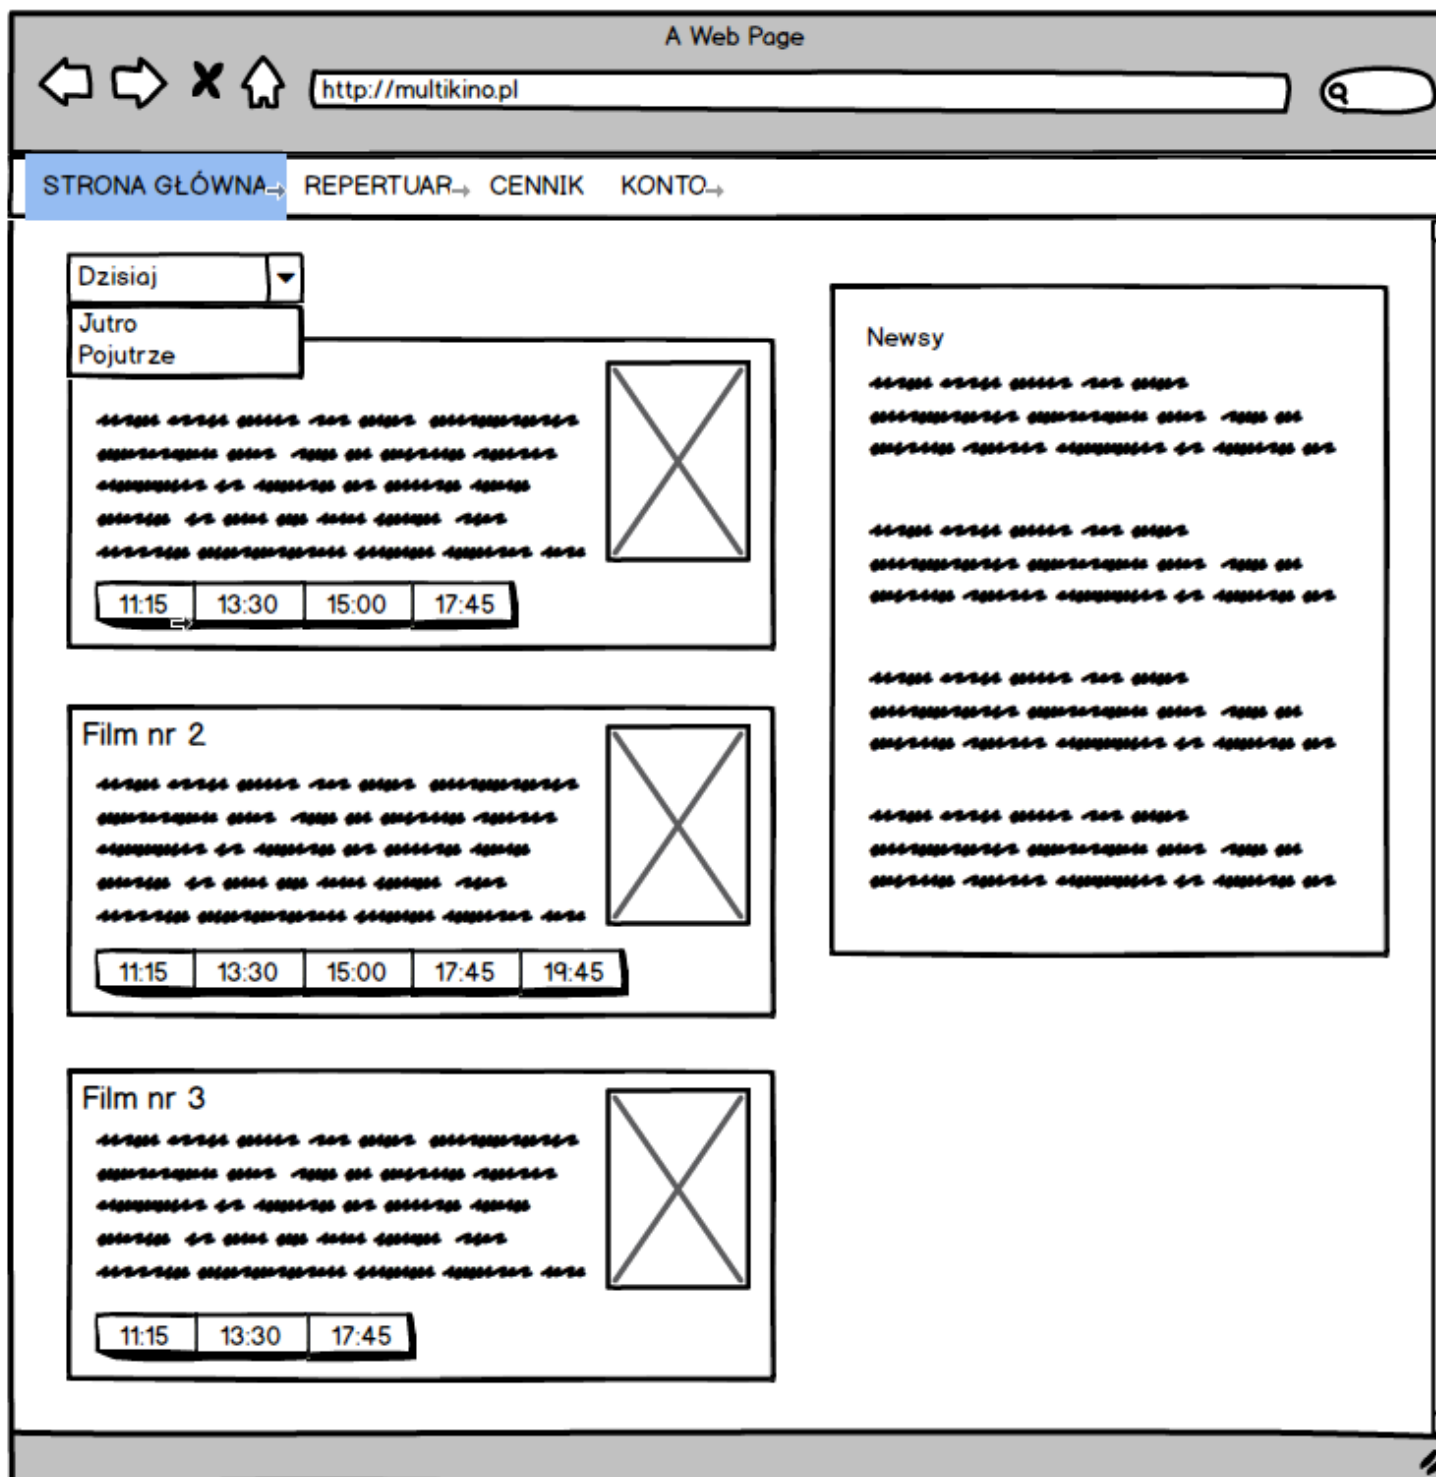 A Web Page
http://multikino.pl
STRONA GŁÓWNA REPERTUAR CENNIK KONTO
Dzisiaj
Jutro
Pojutrze
11:15 13:30 15:00 17:45
Film nr 2
11:15 13:30 15:00 17:45 19:45
Film nr 3
11:15 13:30 17:45
Newsy